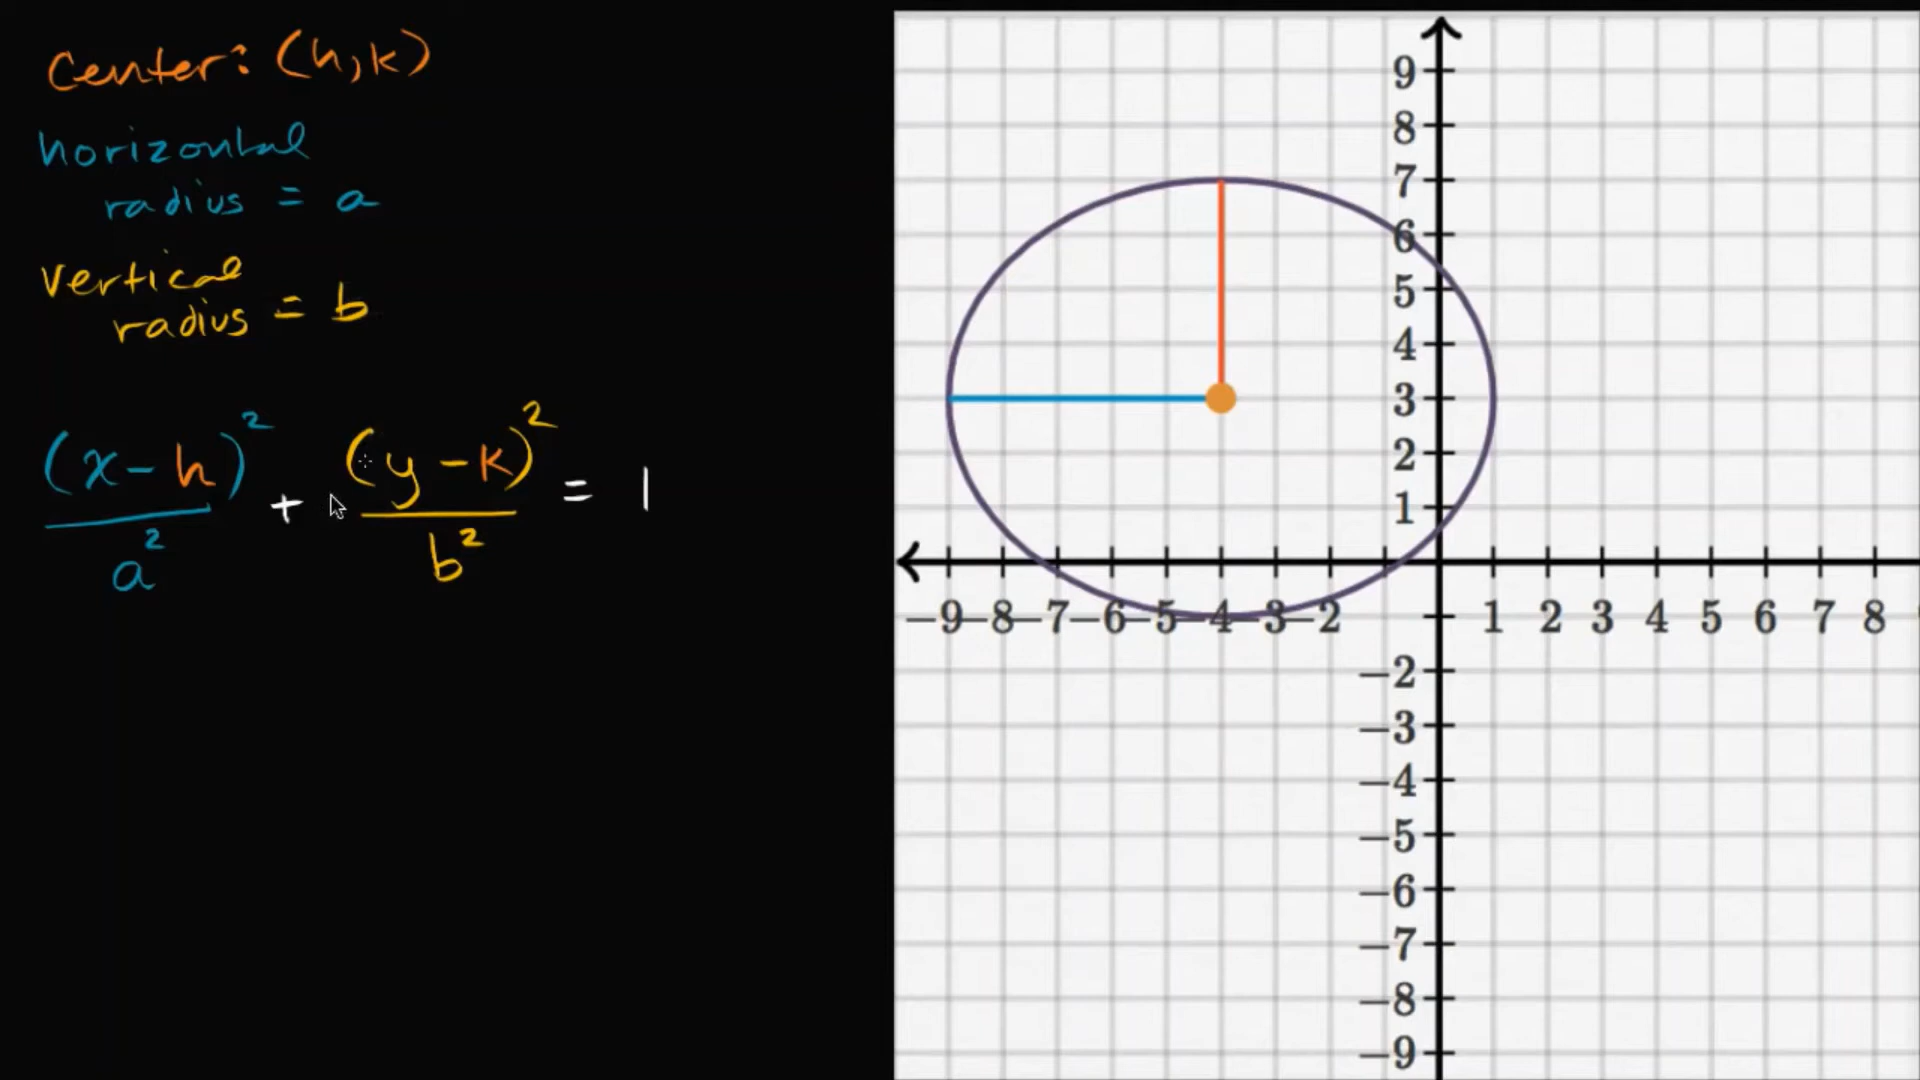 Center: (h,k)
horizontal
radius = a
vertical
radius = b
(x-h)² + (y-k)² = 1
a² b²
9
8
7
6
5
4
3
2
1
−9 −8 −7 −6 −5 −4 −3 −2 1 2 3 4 5 6 7 8
−2
−3
−4
−5
−6
−7
−8
−9